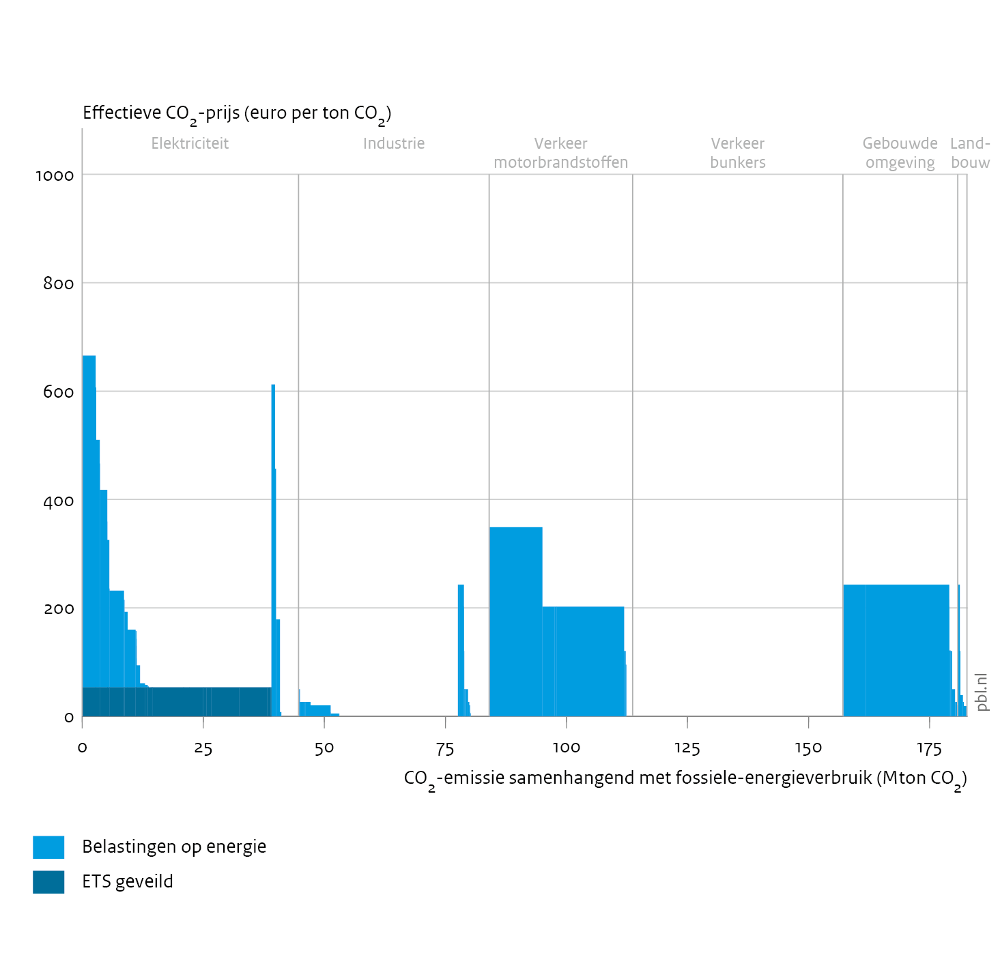 Effectieve CO₂-prijs (euro per ton CO₂)
Elektriciteit
Industrie
Verkeer
motorbrandstoffen
Verkeer
bunkers
Gebouwde
omgeving
Land-
bouw
1000
800
600
400
200
0
0 25 50 75 100 125 150 175
CO₂-emissie samenhangend met fossiele-energieverbruik (Mton CO₂)
pbl.nl
Belastingen op energie
ETS geveild